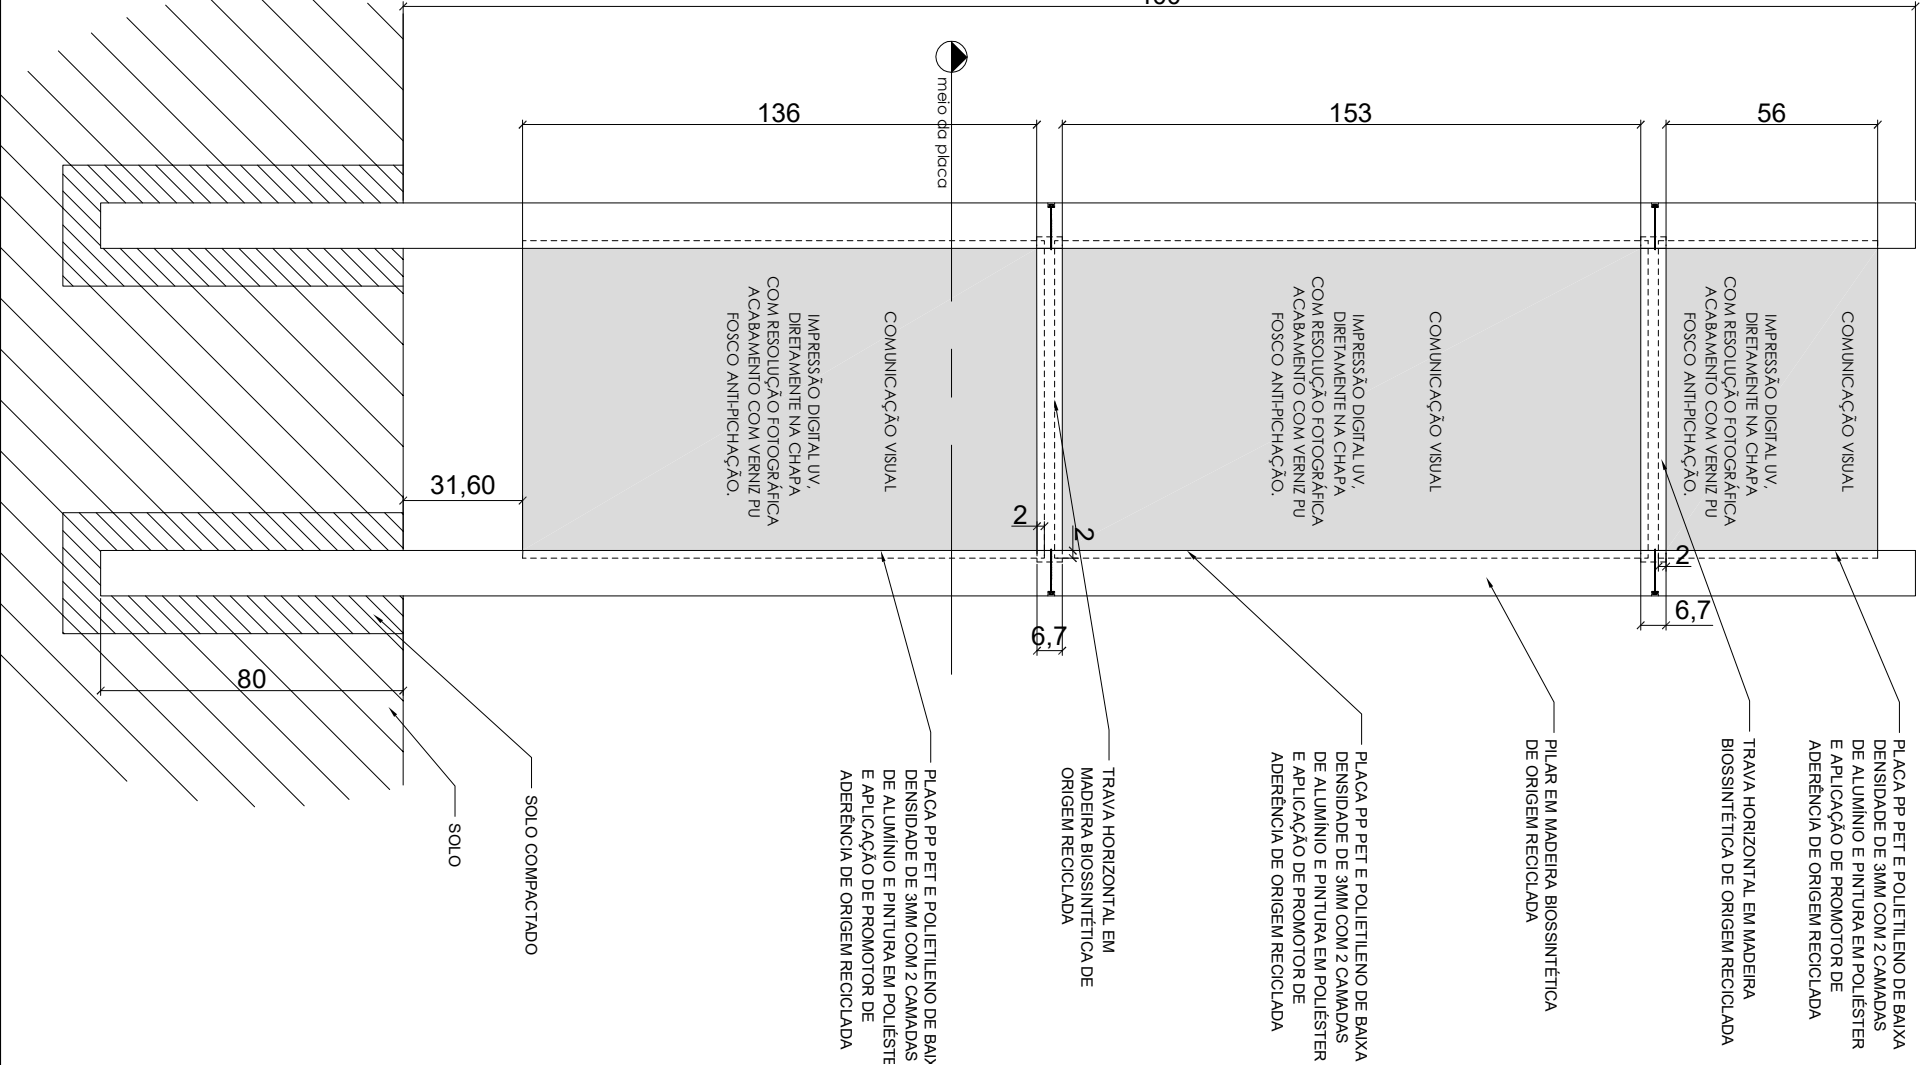 136
153
56
meio da placa
COMUNICAÇÃO VISUAL
IMPRESSÃO DIGITAL UV,
DIRETAMENTE NA CHAPA
COM RESOLUÇÃO FOTOGRÁFICA
ACABAMENTO COM VERNIZ PU
FOSCO ANTI-PICHAÇÃO.
COMUNICAÇÃO VISUAL
IMPRESSÃO DIGITAL UV,
DIRETAMENTE NA CHAPA
COM RESOLUÇÃO FOTOGRÁFICA
ACABAMENTO COM VERNIZ PU
FOSCO ANTI-PICHAÇÃO.
COMUNICAÇÃO VISUAL
IMPRESSÃO DIGITAL UV,
DIRETAMENTE NA CHAPA
COM RESOLUÇÃO FOTOGRÁFICA
ACABAMENTO COM VERNIZ PU
FOSCO ANTI-PICHAÇÃO.
31,60
2
2
2
6,7
6,7
80
PLACA PP PET E POLIETILENO DE BAIXA
DENSIDADE DE 3MM COM 2 CAMADAS
DE ALUMÍNIO E PINTURA EM POLIÉSTER
E APLICAÇÃO DE PROMOTOR DE
ADERÊNCIA DE ORIGEM RECICLADA
TRAVA HORIZONTAL EM MADEIRA
BIOSSINTÉTICA DE ORIGEM RECICLADA
PILAR EM MADEIRA BIOSSINTÉTICA
DE ORIGEM RECICLADA
PLACA PP PET E POLIETILENO DE BAIXA
DENSIDADE DE 3MM COM 2 CAMADAS
DE ALUMÍNIO E PINTURA EM POLIÉSTER
E APLICAÇÃO DE PROMOTOR DE
ADERÊNCIA DE ORIGEM RECICLADA
TRAVA HORIZONTAL EM
MADEIRA BIOSSINTÉTICA DE
ORIGEM RECICLADA
PLACA PP PET E POLIETILENO DE
DENSIDADE DE 3MM COM 2 CAMADAS
DE ALUMÍNIO E PINTURA EM
E APLICAÇÃO DE PROMOTOR DE
ADERÊNCIA DE ORIGEM RECICLADA
SOLO COMPACTADO
SOLO